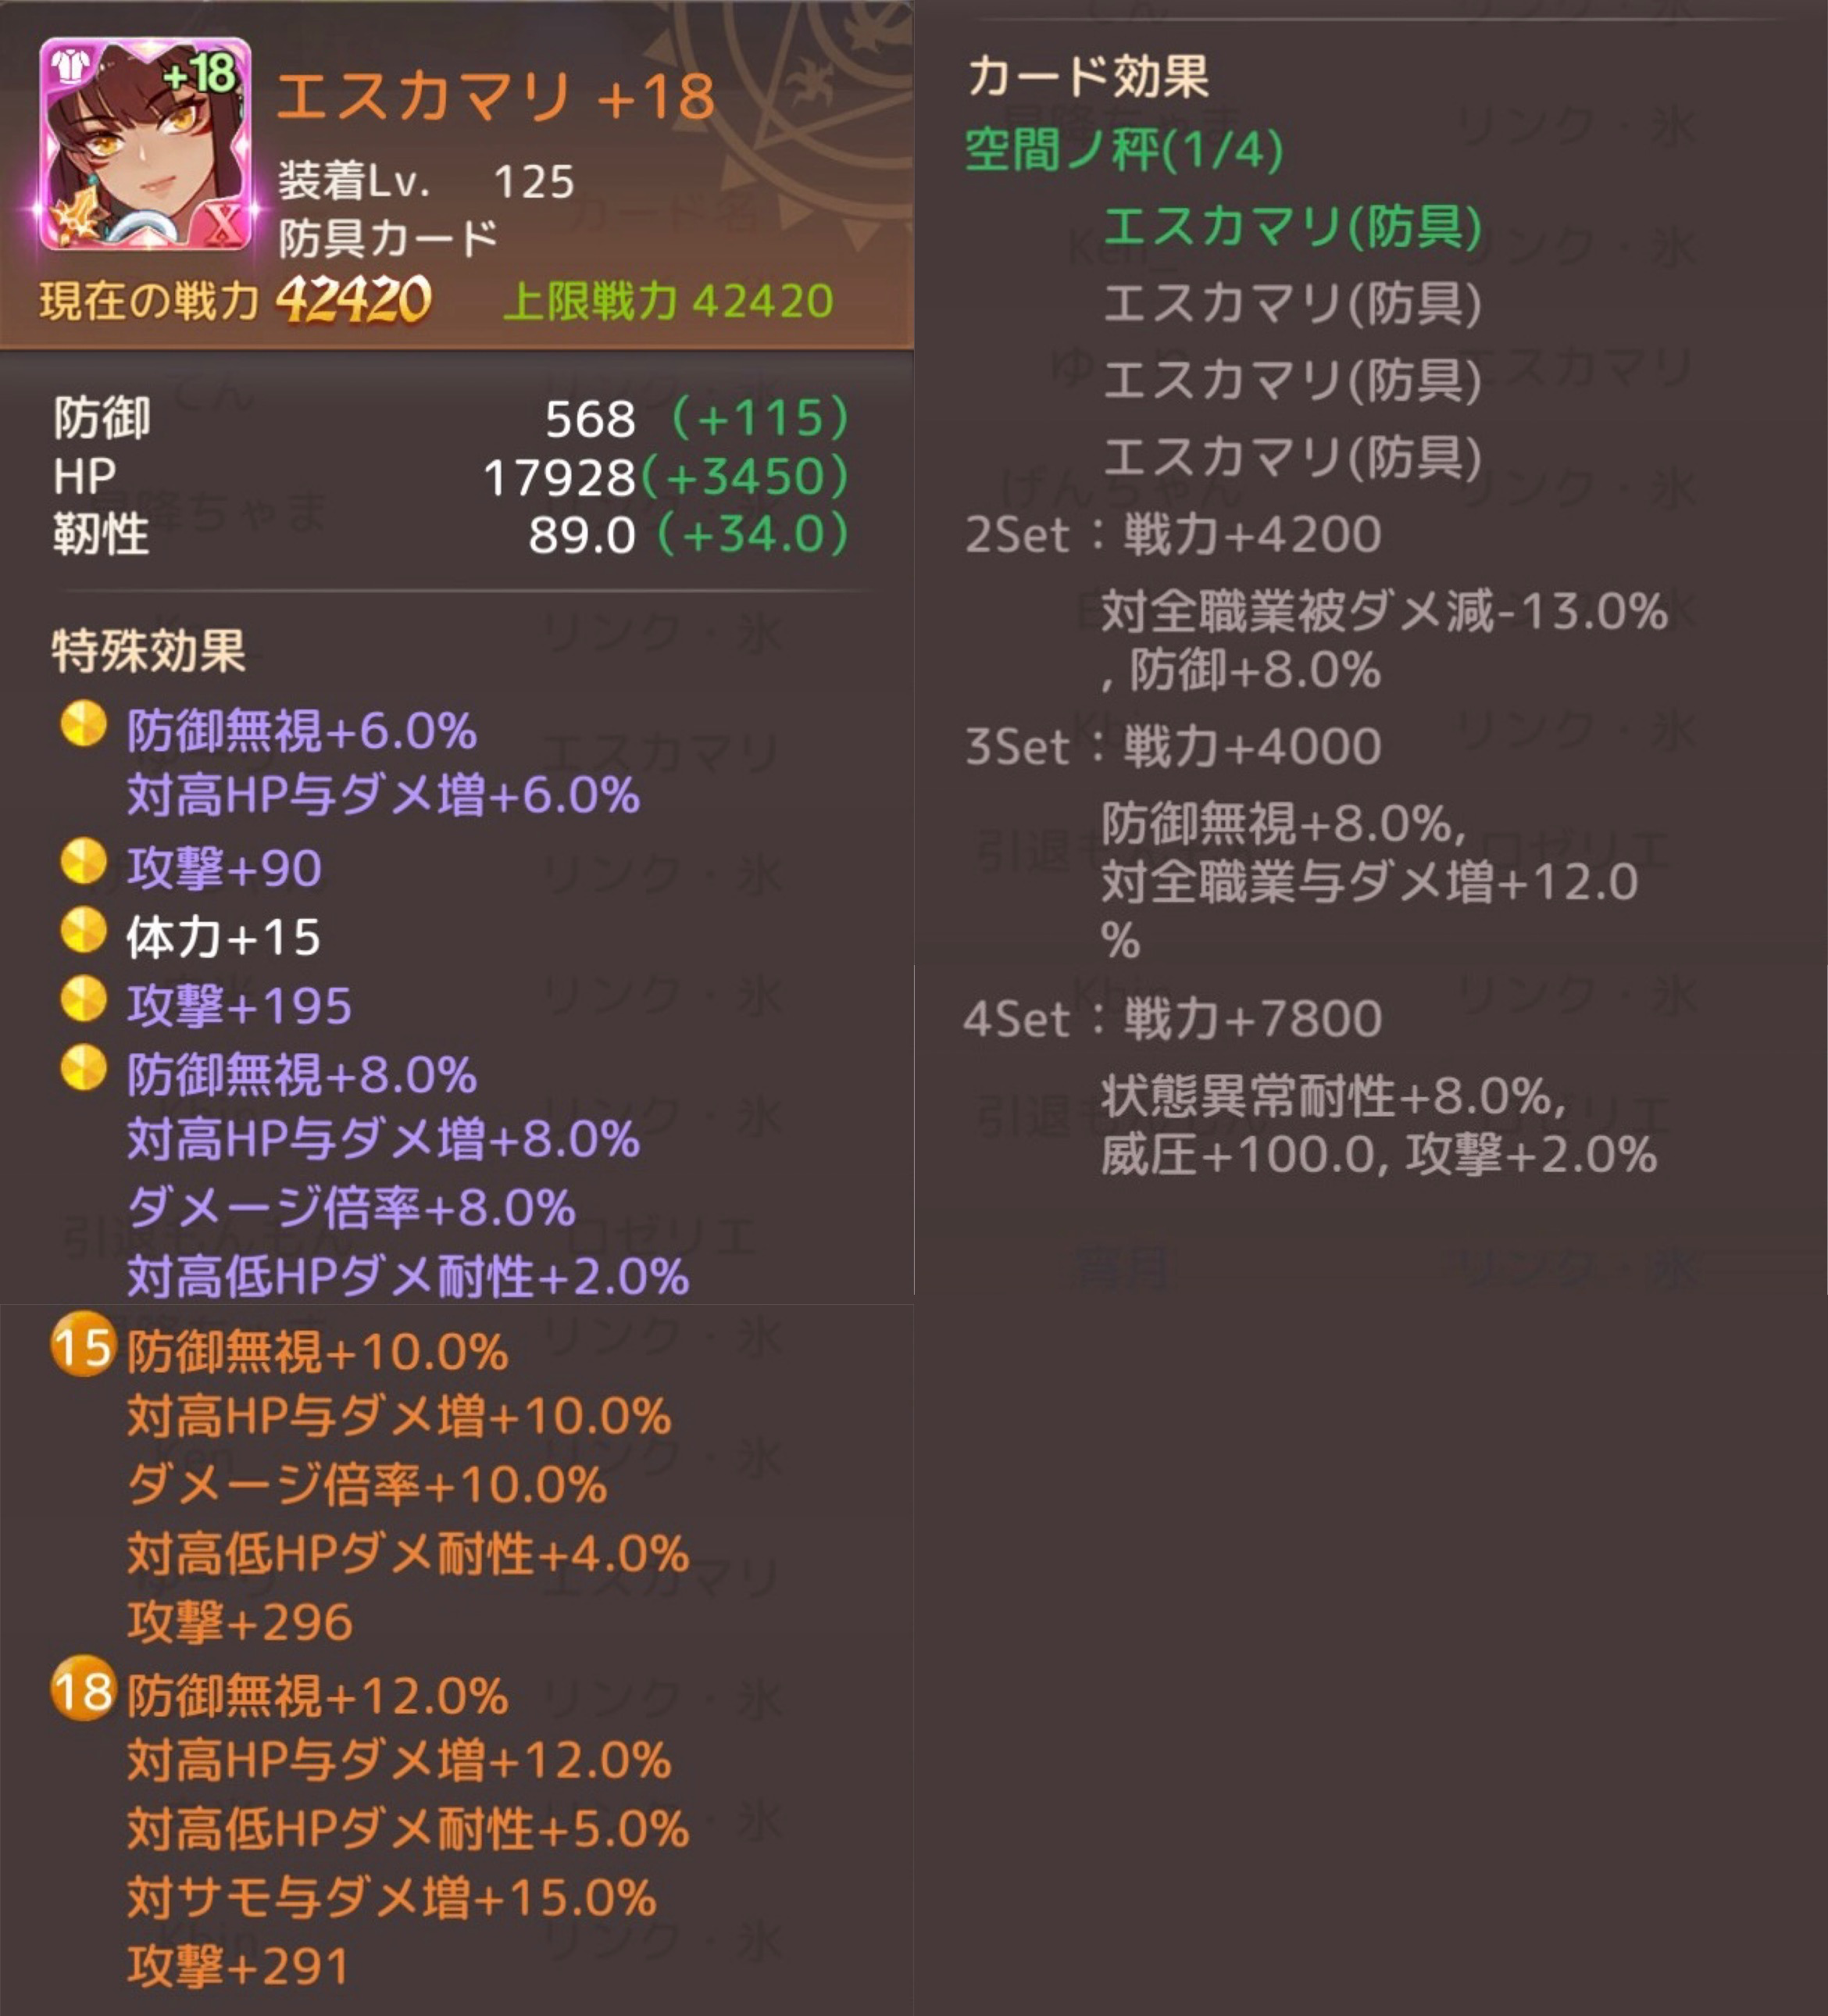 +18
エスカマリ +18
装着Lv. 125
防具カード
X
現在の戦力 42420 上限戦力 42420
防御 568 (+115)
HP 17928(+3450)
靭性 89.0 (+34.0)
特殊効果
防御無視+6.0%
対高HP与ダメ増+6.0%
攻撃+90
体力+15
攻撃+195
防御無視+8.0%
対高HP与ダメ増+8.0%
ダメージ倍率+8.0%
対高低HPダメ耐性+2.0%
15 防御無視+10.0%
対高HP与ダメ増+10.0%
ダメージ倍率+10.0%
対高低HPダメ耐性+4.0%
攻撃+296
18 防御無視+12.0%
対高HP与ダメ増+12.0%
対高低HPダメ耐性+5.0%
対サモ与ダメ増+15.0%
攻撃+291
カード効果
空間ノ秤(1/4)
エスカマリ(防具)
エスカマリ(防具)
エスカマリ(防具)
エスカマリ(防具)
2Set：戦力+4200
対全職業被ダメ減-13.0%
, 防御+8.0%
3Set：戦力+4000
防御無視+8.0%,
対全職業与ダメ増+12.0
%
4Set：戦力+7800
状態異常耐性+8.0%,
威圧+100.0, 攻撃+2.0%
宵月 リンク・氷